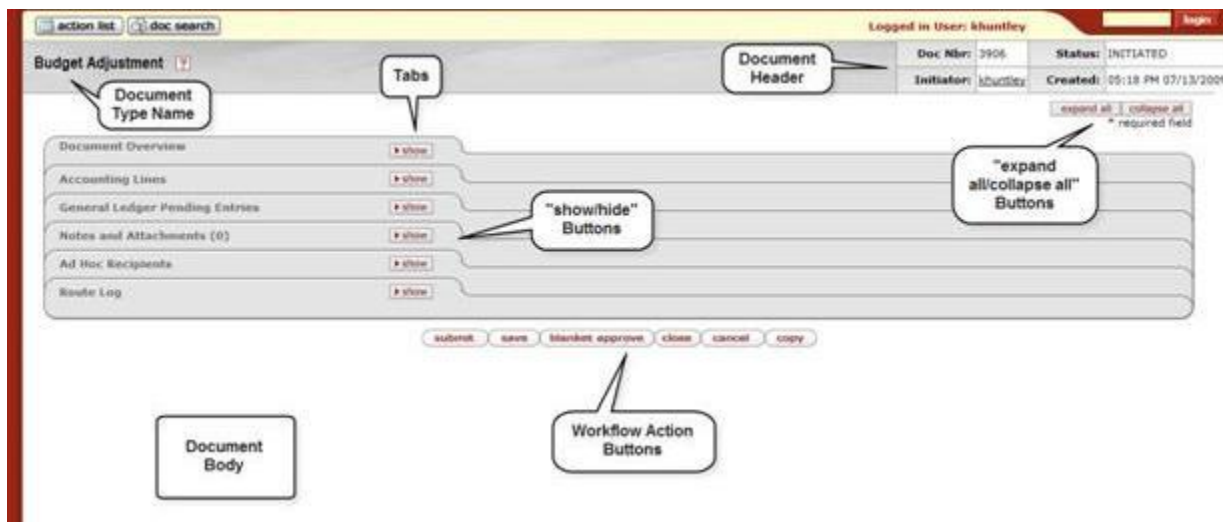 action list doc search Logged in User: khuntley login
Budget Adjustment ? Doc Nbr: 3906 Status: INITIATED
Initiator: khuntley Created: 05:18 PM 07/13/2009
Document
Header
Tabs
Document
Type Name
expand all collapse all
* required field
Document Overview show
Accounting Lines show
General Ledger Pending Entries show
Notes and Attachments (0) show
Ad Hoc Recipients show
Route Log show
"expand
all/collapse all"
Buttons
"show/hide"
Buttons
submit save blanket approve close cancel copy
Workflow Action
Buttons
Document
Body